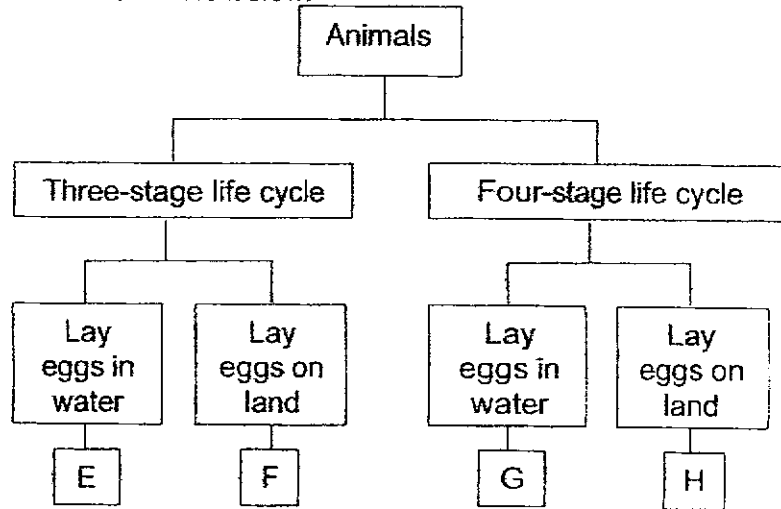 Animals
Three-stage life cycle
Four-stage life cycle
Lay
eggs in
water
Lay
eggs on
land
Lay
eggs in
water
Lay
eggs on
land
E
F
G
H